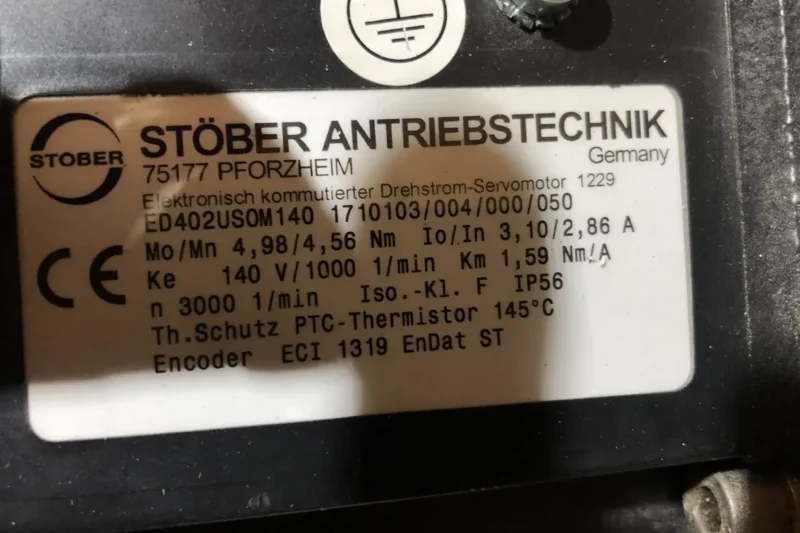 STÖBER
STÖBER ANTRIEBSTECHNIK
75177 PFORZHEIM Germany
Elektronisch kommutierter Drehstrom-Servomotor 1229
ED402USOM140 1710103/004/000/050
Mo/Mn 4,98/4,56 Nm Io/In 3,10/2,86 A
Ke 140 V/1000 1/min Km 1,59 Nm/A
n 3000 1/min Iso.-Kl. F IP56
Th.Schutz PTC-Thermistor 145°C
Encoder ECI 1319 EnDat ST
CE